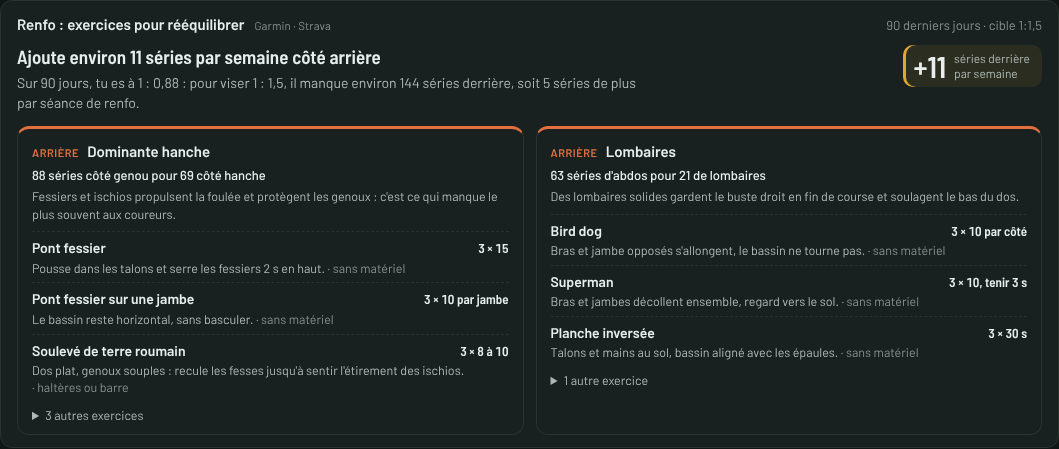 Renfo : exercices pour rééquilibrer Garmin · Strava
90 derniers jours · cible 1:1,5
Ajoute environ 11 séries par semaine côté arrière
Sur 90 jours, tu es à 1 : 0,88 : pour viser 1 : 1,5, il manque environ 144 séries derrière, soit 5 séries de plus
par séance de renfo.
+11 séries derrière
par semaine
ARRIÈRE Dominante hanche
88 séries côté genou pour 69 côté hanche
Fessiers et ischios propulsent la foulée et protègent les genoux : c'est ce qui manque le
plus souvent aux coureurs.
Pont fessier 3 × 15
Pousse dans les talons et serre les fessiers 2 s en haut. · sans matériel
Pont fessier sur une jambe 3 × 10 par jambe
Le bassin reste horizontal, sans basculer. · sans matériel
Soulevé de terre roumain 3 × 8 à 10
Dos plat, genoux souples : recule les fesses jusqu'à sentir l'étirement des ischios.
· haltères ou barre
▶ 3 autres exercices
ARRIÈRE Lombaires
63 séries d'abdos pour 21 de lombaires
Des lombaires solides gardent le buste droit en fin de course et soulagent le bas du dos.
Bird dog 3 × 10 par côté
Bras et jambe opposés s'allongent, le bassin ne tourne pas. · sans matériel
Superman 3 × 10, tenir 3 s
Bras et jambes décollent ensemble, regard vers le sol. · sans matériel
Planche inversée 3 × 30 s
Talons et mains au sol, bassin aligné avec les épaules. · sans matériel
▶ 1 autre exercice